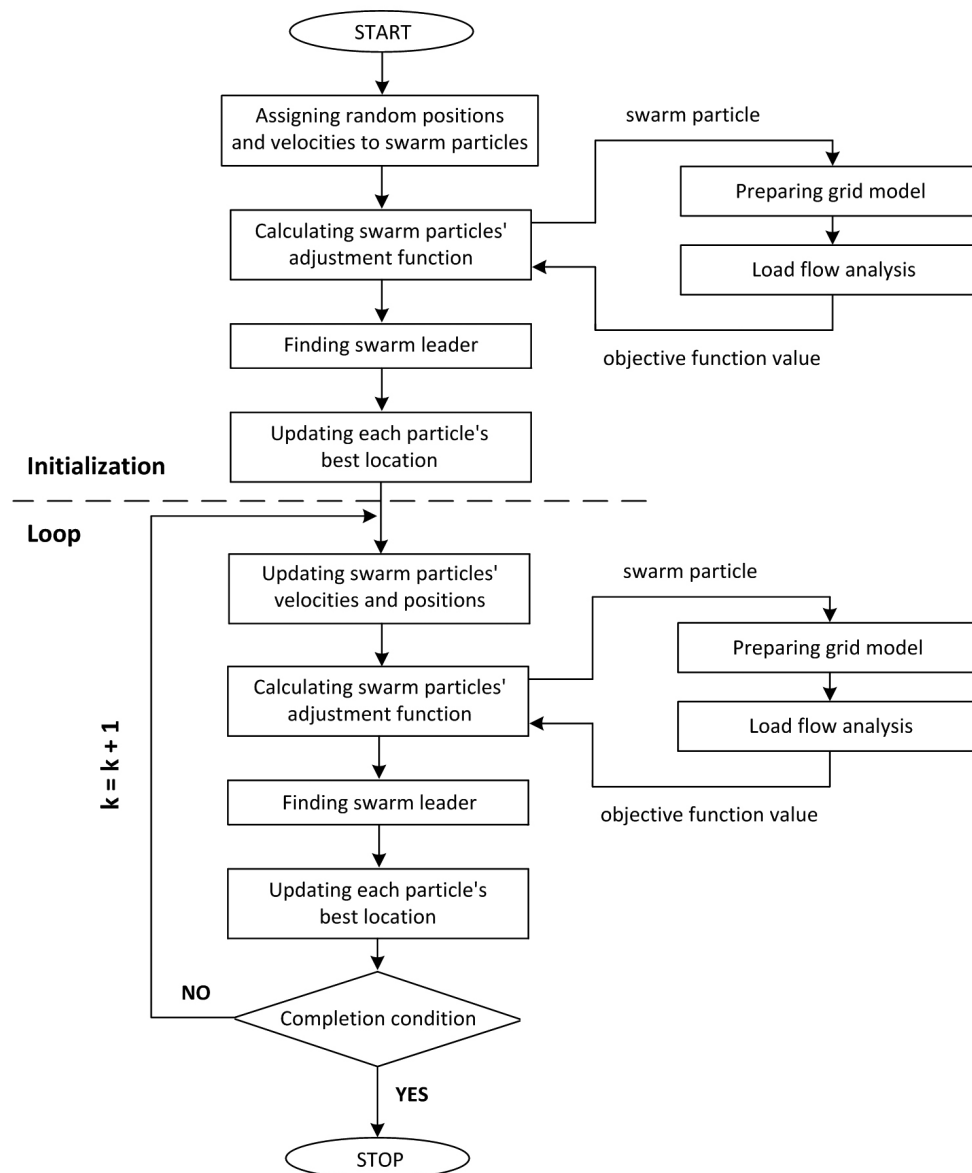 START
Assigning random positions
and velocities to swarm particles
swarm particle
Preparing grid model
Calculating swarm particles'
adjustment function
Load flow analysis
Finding swarm leader
objective function value
Updating each particle's
best location
Initialization
Loop
Updating swarm particles'
velocities and positions
swarm particle
Preparing grid model
Calculating swarm particles'
adjustment function
Load flow analysis
k = k + 1
Finding swarm leader
objective function value
Updating each particle's
best location
NO
Completion condition
YES
STOP